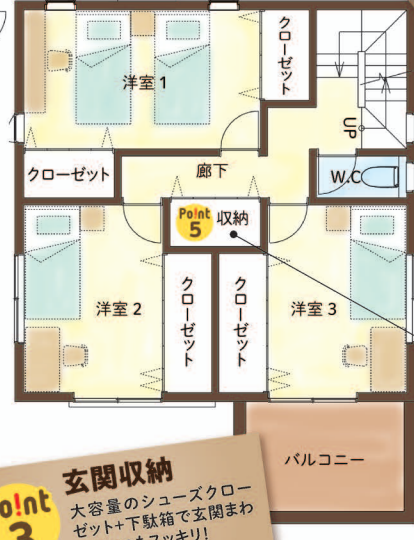 クローゼット
洋室1
UP
クローゼット
廊下
W.C
Point
5
収納
洋室2
クローゼット
クローゼット
洋室3
バルコニー
Point
3
玄関収納
大容量のシューズクロー
ゼット+下駄箱で玄関まわ
スッキリ!